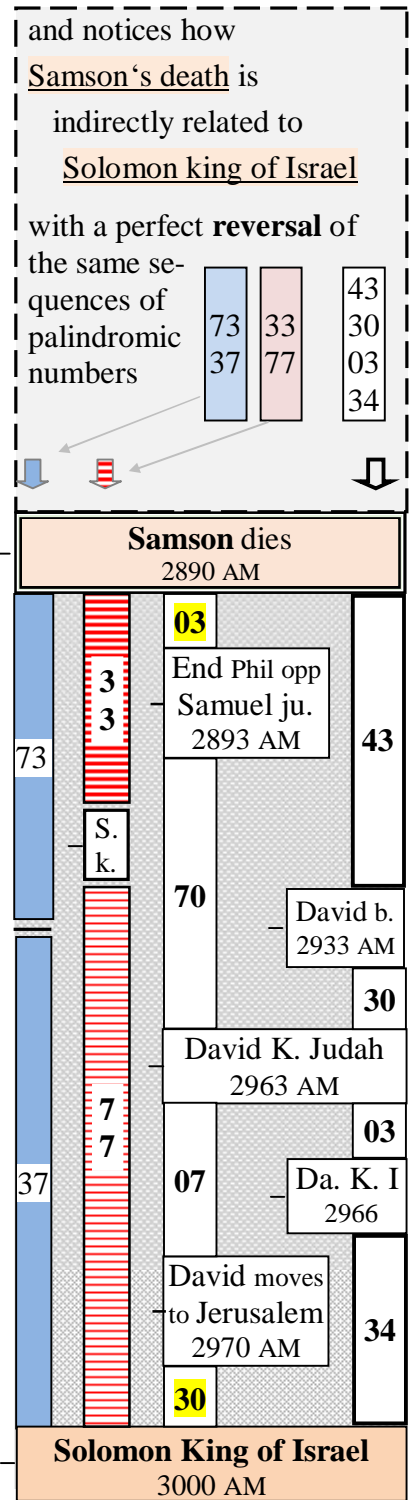 and notices how
Samson‘s death is
indirectly related to
Solomon king of Israel
with a perfect reversal of
the same se-
quences of
palindromic
numbers
73
37
33
77
43
30
03
34
Samson dies
2890 AM
03
End Phil opp
Samuel ju.
2893 AM
3
3
43
73
S.
k.
70
David b.
2933 AM
30
David K. Judah
2963 AM
7
7
03
37
07
Da. K. I
2966
David moves
to Jerusalem
2970 AM
34
30
Solomon King of Israel
3000 AM